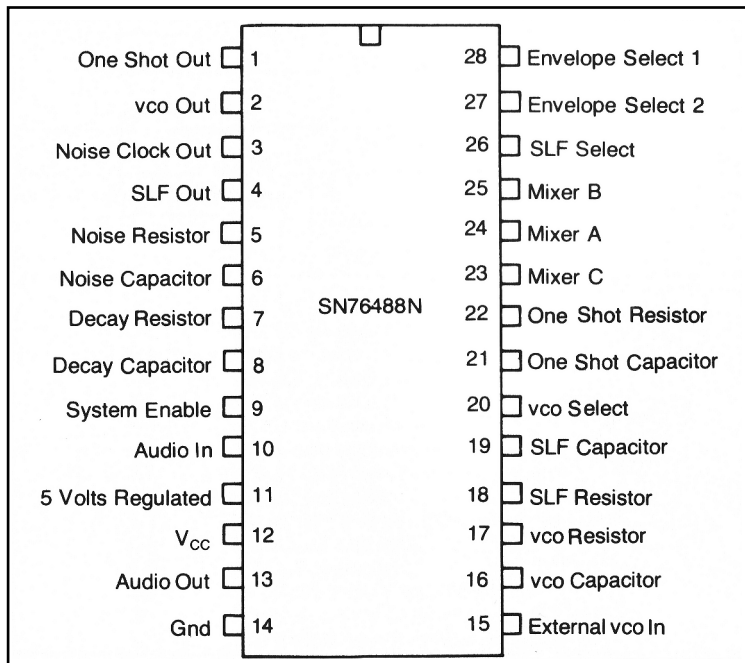 One Shot Out 1 28 Envelope Select 1
vco Out 2 27 Envelope Select 2
Noise Clock Out 3 26 SLF Select
SLF Out 4 25 Mixer B
Noise Resistor 5 24 Mixer A
Noise Capacitor 6 23 Mixer C
SN76488N
Decay Resistor 7 22 One Shot Resistor
Decay Capacitor 8 21 One Shot Capacitor
System Enable 9 20 vco Select
Audio In 10 19 SLF Capacitor
5 Volts Regulated 11 18 SLF Resistor
VCC 12 17 vco Resistor
Audio Out 13 16 vco Capacitor
Gnd 14 15 External vco In